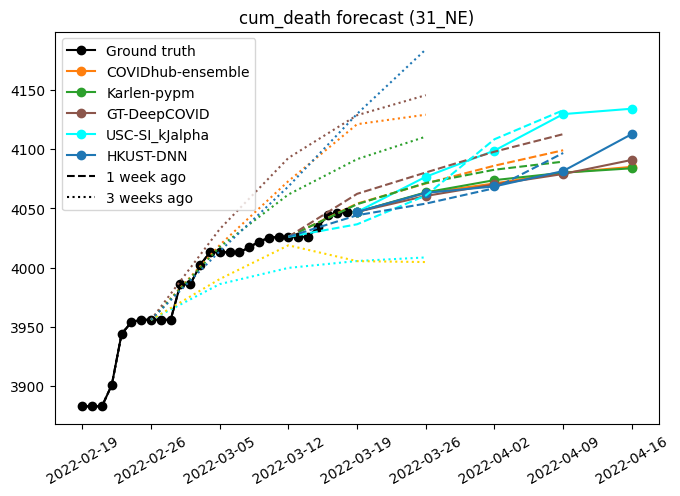 cum_death forecast (31_NE)
Ground truth
COVIDhub-ensemble
Karlen-pypm
GT-DeepCOVID
USC-SI_kJalpha
HKUST-DNN
1 week ago
3 weeks ago
4150
4100
4050
4000
3950
3900
2022-02-19
2022-02-26
2022-03-05
2022-03-12
2022-03-19
2022-03-26
2022-04-02
2022-04-09
2022-04-16